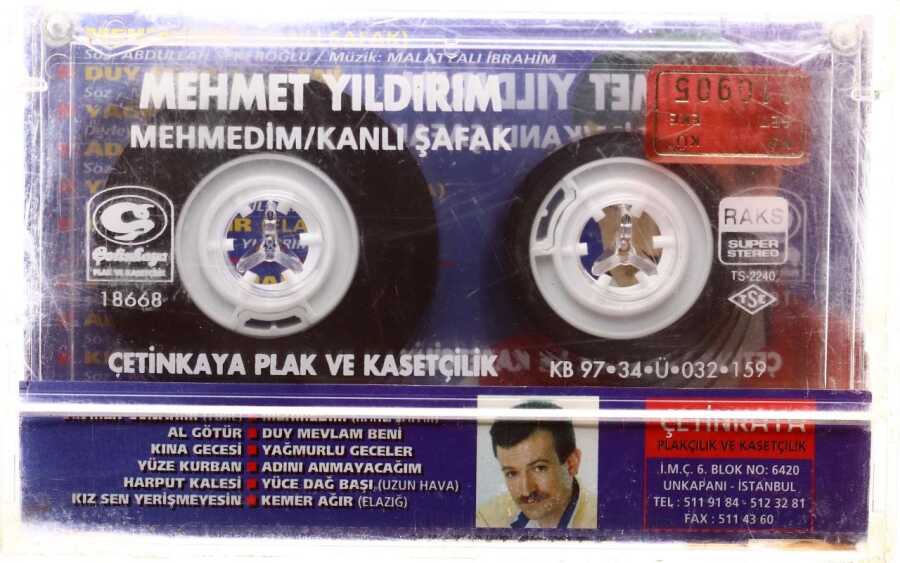 Söz: ABDULLAH ŞEKEROĞLU / Müzik: MALATYALI İBRAHİM
DUY
MEHMET YILDIRIM
MEHMEDİM/KANLI ŞAFAK
110905
Çetinkaya
PLAK VE KASETÇİLİK
18668
RAKS
SUPER
STEREO
TS-2240
TSE
ÇETİNKAYA PLAK VE KASETÇİLİK
KB 97•34•Ü•032•159
AL GÖTÜR DUY MEVLAM BENİ
KINA GECESİ YAĞMURLU GECELER
YÜZE KURBAN ADINI ANMAYACAĞIM
HARPUT KALESİ YÜCE DAĞ BAŞI (UZUN HAVA)
KIZ SEN YERİŞMEYESİN KEMER AĞIR (ELAZIĞ)
ÇETİNKAYA
PLAKÇILIK VE KASETÇİLİK
İ.M.Ç. 6. BLOK NO: 6420
UNKAPANI - İSTANBUL
TEL : 511 91 84 - 512 32 81
FAX : 511 43 60